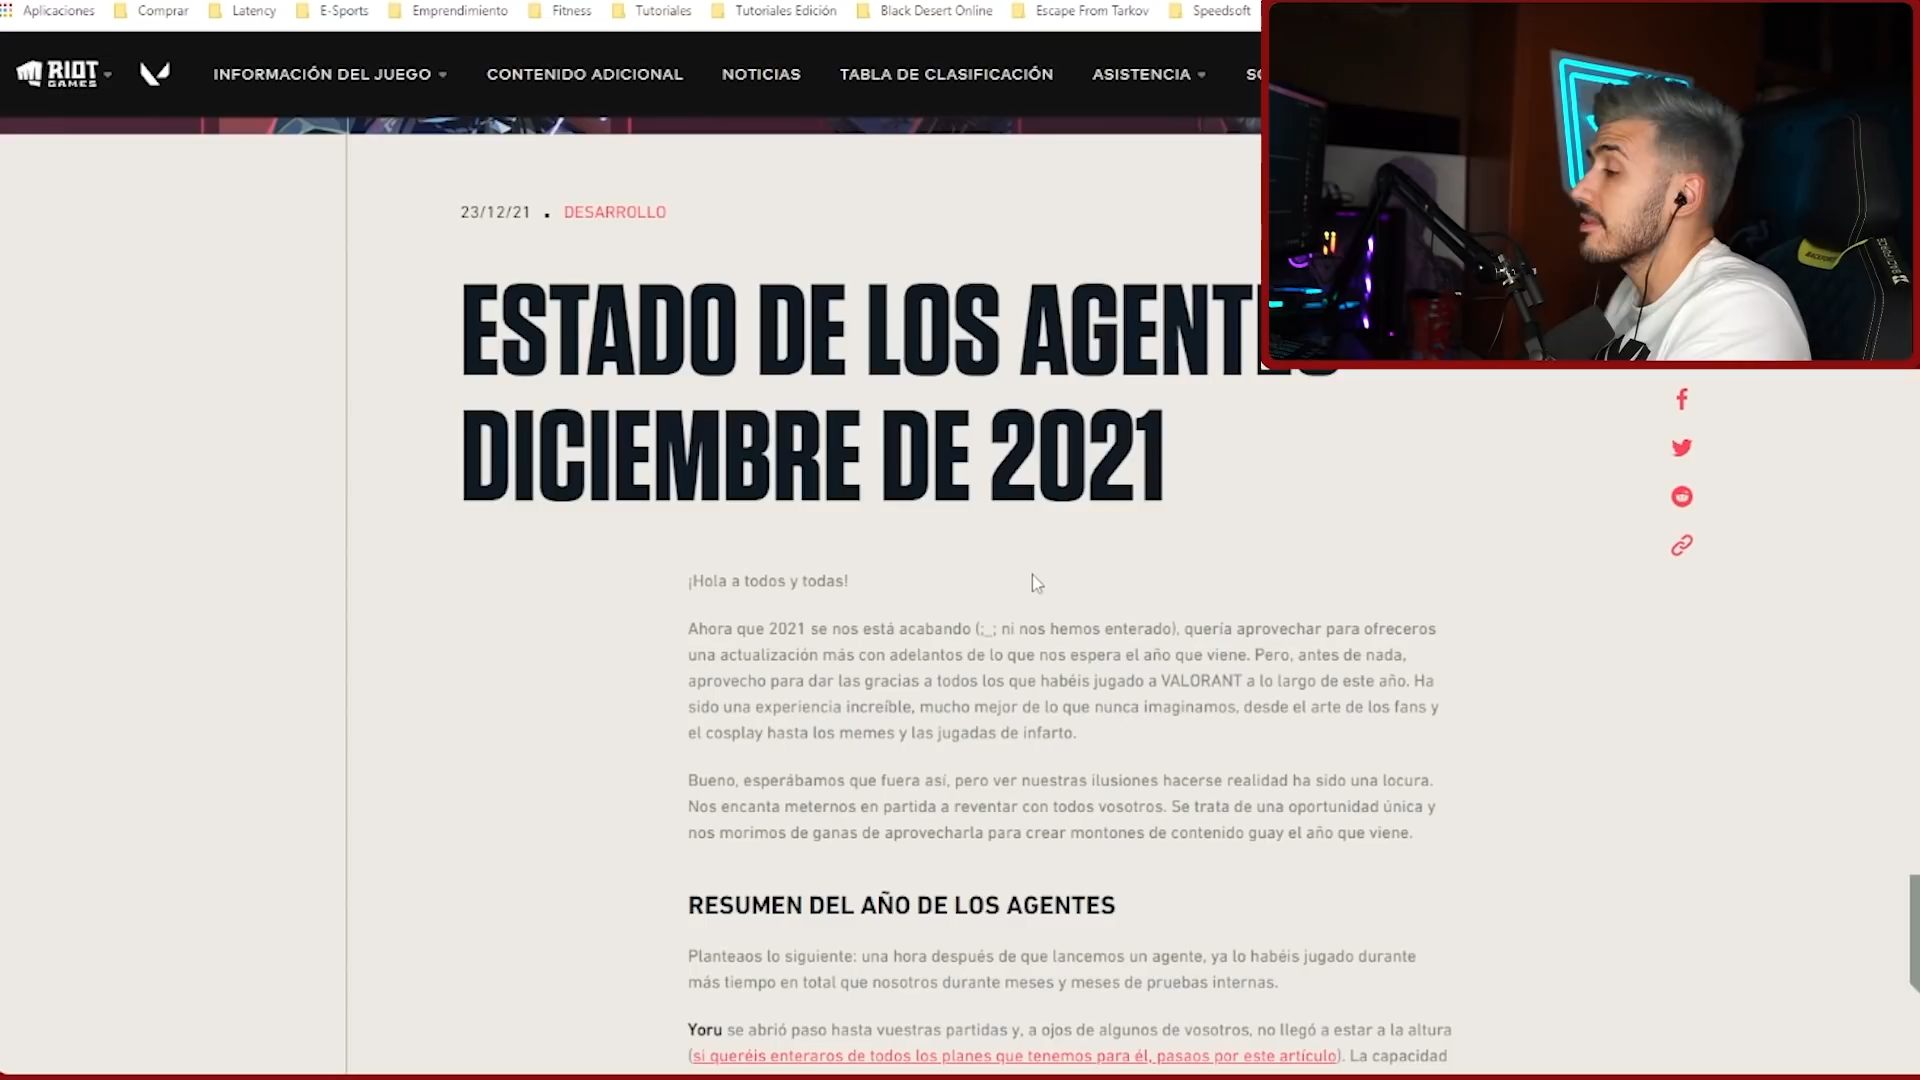 Aplicaciones Comprar Latency E-Sports Emprendimiento Fitness Tutoriales Tutoriales Edición Black Desert Online Escape From Tarkov Speedsoft
RIOT GAMES INFORMACIÓN DEL JUEGO CONTENIDO ADICIONAL NOTICIAS TABLA DE CLASIFICACIÓN ASISTENCIA
23/12/21 . DESARROLLO
ESTADO DE LOS AGENTES
DICIEMBRE DE 2021
¡Hola a todos y todas!
Ahora que 2021 se nos está acabando (;_; ni nos hemos enterado), quería aprovechar para ofreceros
una actualización más con adelantos de lo que nos espera el año que viene. Pero, antes de nada,
aprovecho para dar las gracias a todos los que habéis jugado a VALORANT a lo largo de este año. Ha
sido una experiencia increíble, mucho mejor de lo que nunca imaginamos, desde el arte de los fans y
el cosplay hasta los memes y las jugadas de infarto.
Bueno, esperábamos que fuera así, pero ver nuestras ilusiones hacerse realidad ha sido una locura.
Nos encanta meternos en partida a reventar con todos vosotros. Se trata de una oportunidad única y
nos morimos de ganas de aprovecharla para crear montones de contenido guay el año que viene.
RESUMEN DEL AÑO DE LOS AGENTES
Planteaos lo siguiente: una hora después de que lancemos un agente, ya lo habéis jugado durante
más tiempo en total que nosotros durante meses y meses de pruebas internas.
Yoru se abrió paso hasta vuestras partidas y, a ojos de algunos de vosotros, no llegó a estar a la altura
(si queréis enteraros de todos los planes que tenemos para él, pasaos por este artículo). La capacidad